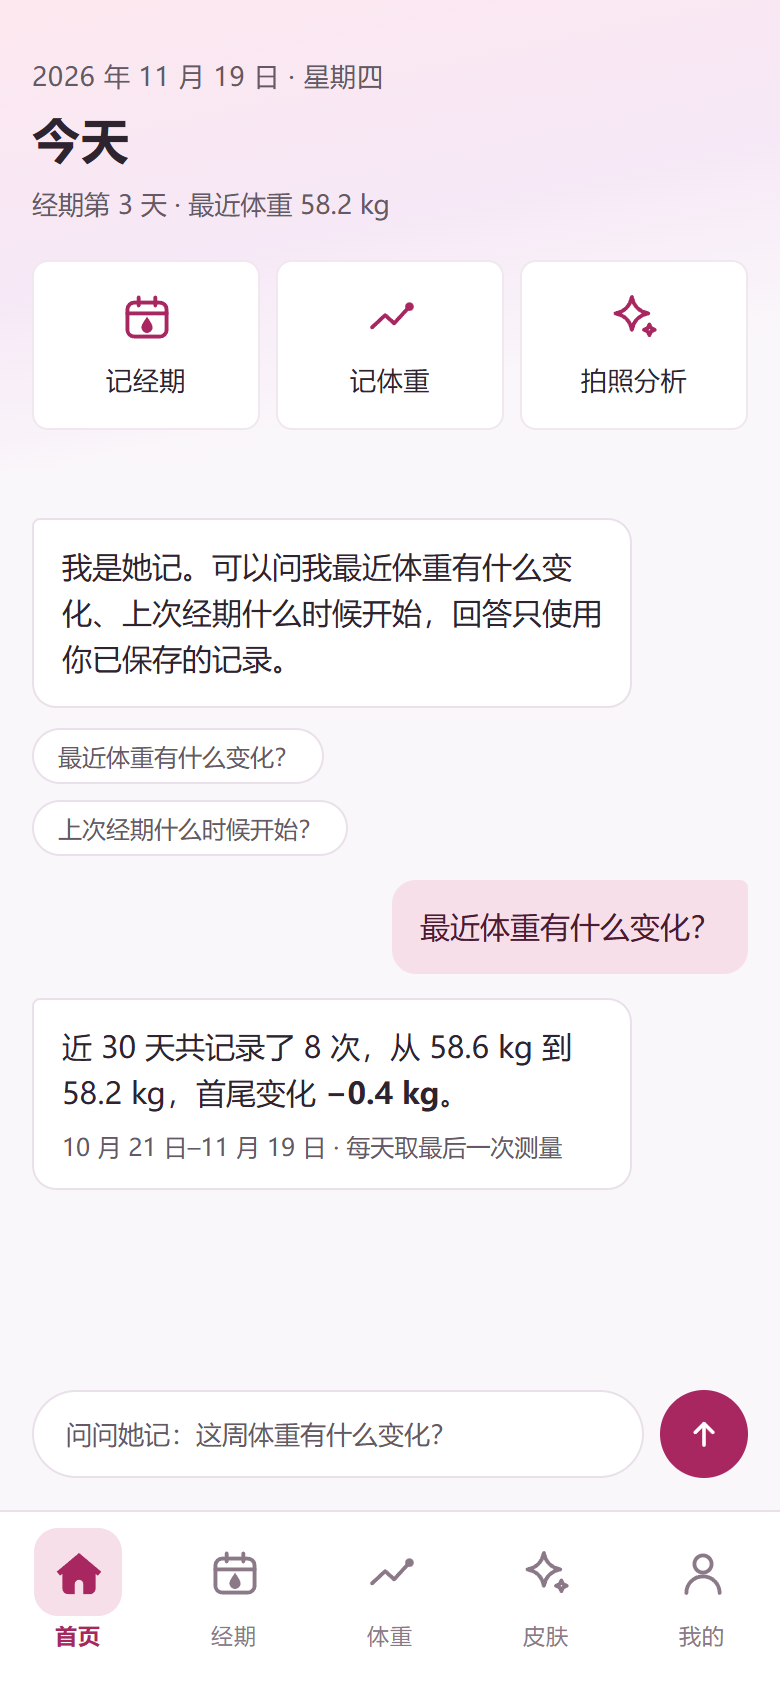 2026 年 11 月 19 日 · 星期四
今天
经期第 3 天 · 最近体重 58.2 kg
记经期
记体重
拍照分析
我是她记。可以问我最近体重有什么变
化、上次经期什么时候开始，回答只使用
你已保存的记录。
最近体重有什么变化？
上次经期什么时候开始？
最近体重有什么变化？
近 30 天共记录了 8 次，从 58.6 kg 到
58.2 kg，首尾变化 −0.4 kg。
10 月 21 日–11 月 19 日 · 每天取最后一次测量
问问她记：这周体重有什么变化？
首页
经期
体重
皮肤
我的